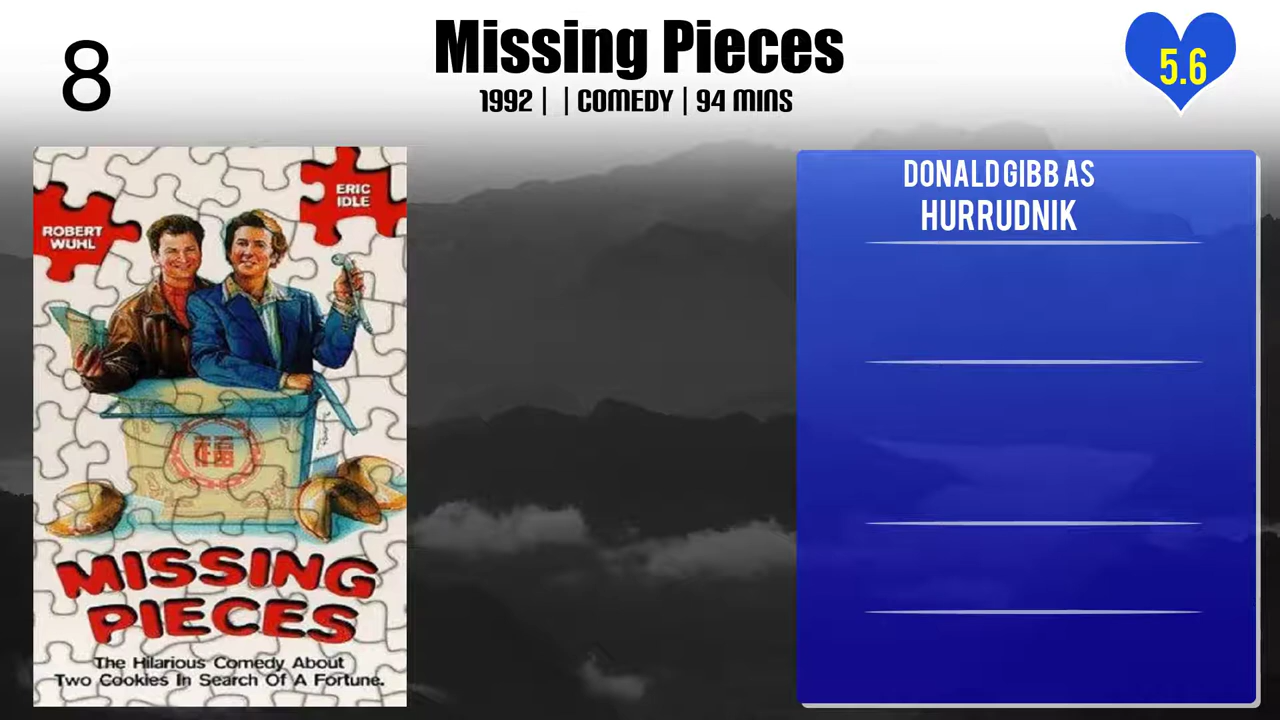 8
Missing Pieces
1992 | | COMEDY | 94 MINS
5.6
DONALD GIBB AS
HURRUDNIK
ROBERT
WUHL
ERIC
IDLE
MISSING
PIECES
The Hilarious Comedy About
Two Cookies In Search Of A Fortune.